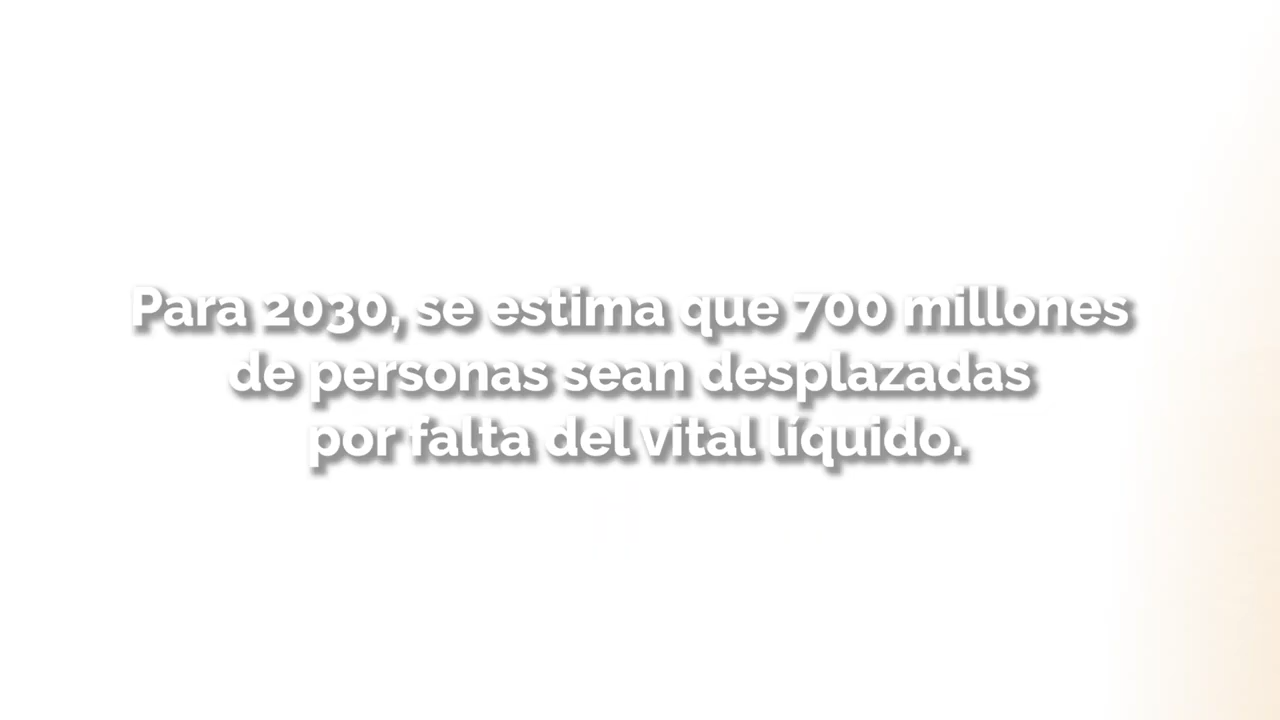 Para 2030, se estima que 700 millones
de personas sean desplazadas
por falta del vital líquido.